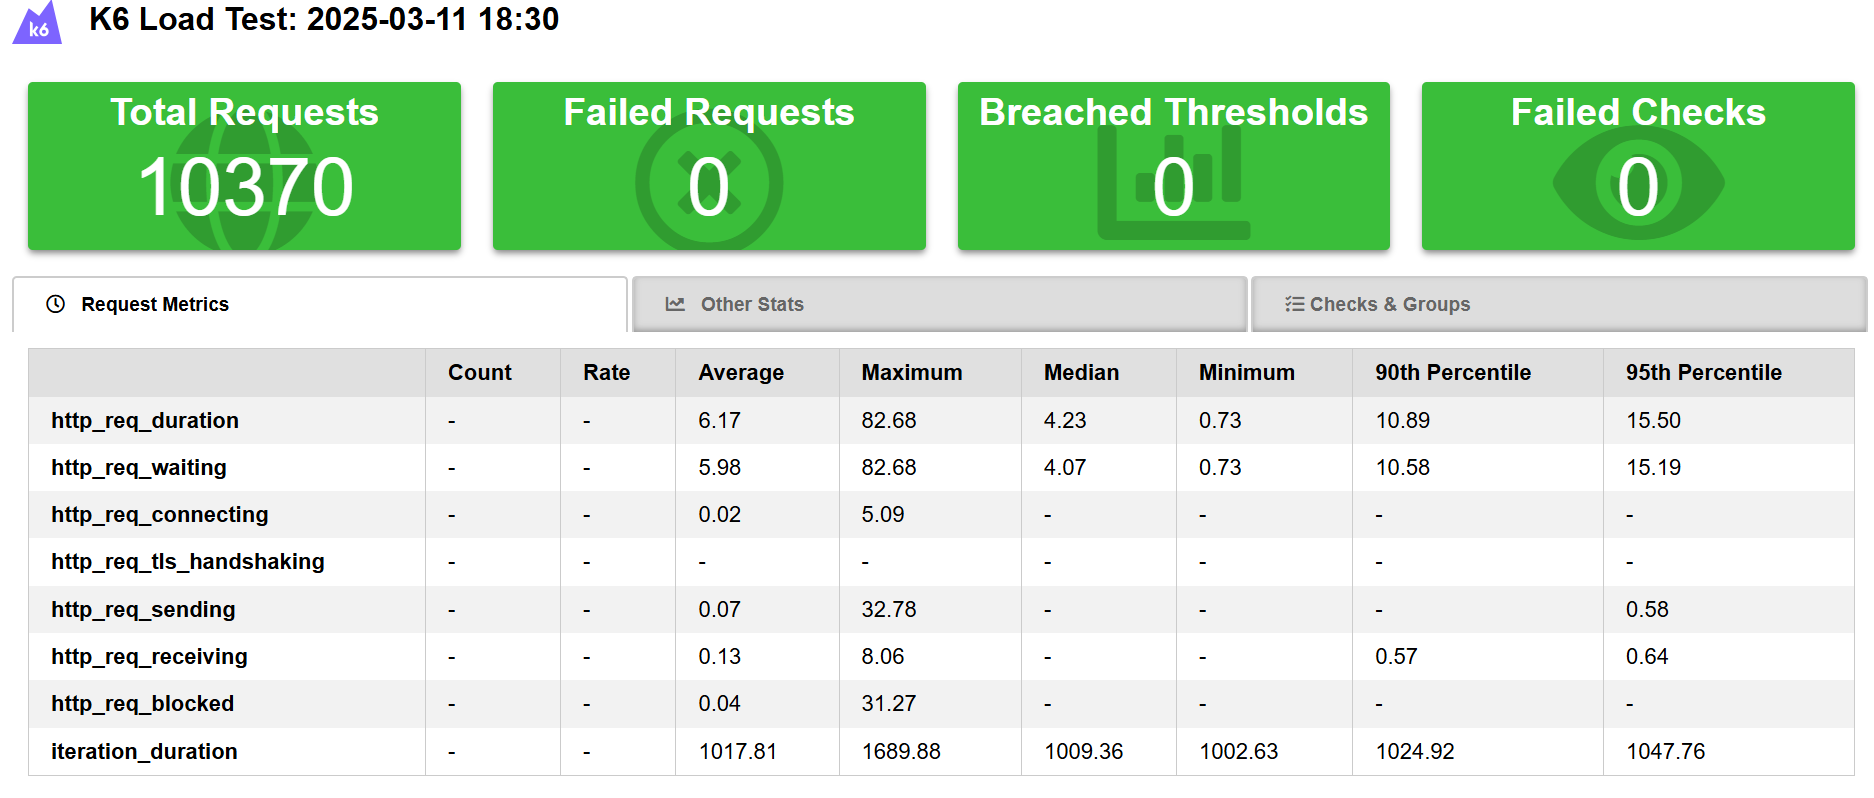 k6
K6 Load Test: 2025-03-11 18:30
Total Requests Failed Requests Breached Thresholds Failed Checks
10370 0 0 0
Request Metrics Other Stats Checks & Groups
Count Rate Average Maximum Median Minimum 90th Percentile 95th Percentile
http_req_duration - - 6.17 82.68 4.23 0.73 10.89 15.50
http_req_waiting - - 5.98 82.68 4.07 0.73 10.58 15.19
http_req_connecting - - 0.02 5.09 - - - -
http_req_tls_handshaking - - - - - - - -
http_req_sending - - 0.07 32.78 - - - 0.58
http_req_receiving - - 0.13 8.06 - - 0.57 0.64
http_req_blocked - - 0.04 31.27 - - - -
iteration_duration - - 1017.81 1689.88 1009.36 1002.63 1024.92 1047.76